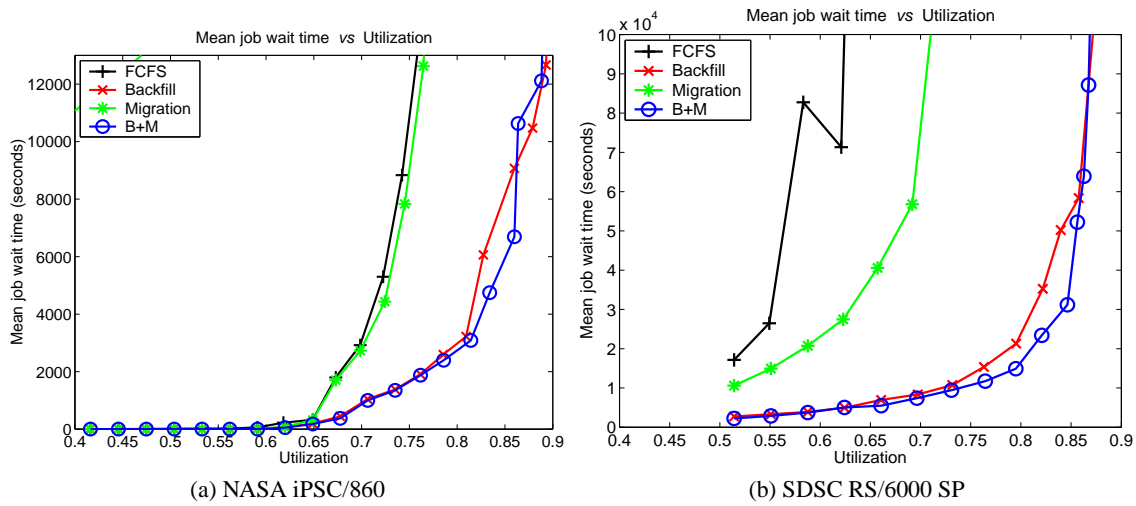 Mean job wait time vs Utilization
12000
10000
8000
6000
4000
2000
0
Mean job wait time (seconds)
FCFS
Backfill
Migration
B+M
0.4 0.45 0.5 0.55 0.6 0.65 0.7 0.75 0.8 0.85 0.9
Utilization
(a) NASA iPSC/860
Mean job wait time vs Utilization
x 10^4
10
9
8
7
6
5
4
3
2
1
0
Mean job wait time (seconds)
FCFS
Backfill
Migration
B+M
0.4 0.45 0.5 0.55 0.6 0.65 0.7 0.75 0.8 0.85 0.9
Utilization
(b) SDSC RS/6000 SP